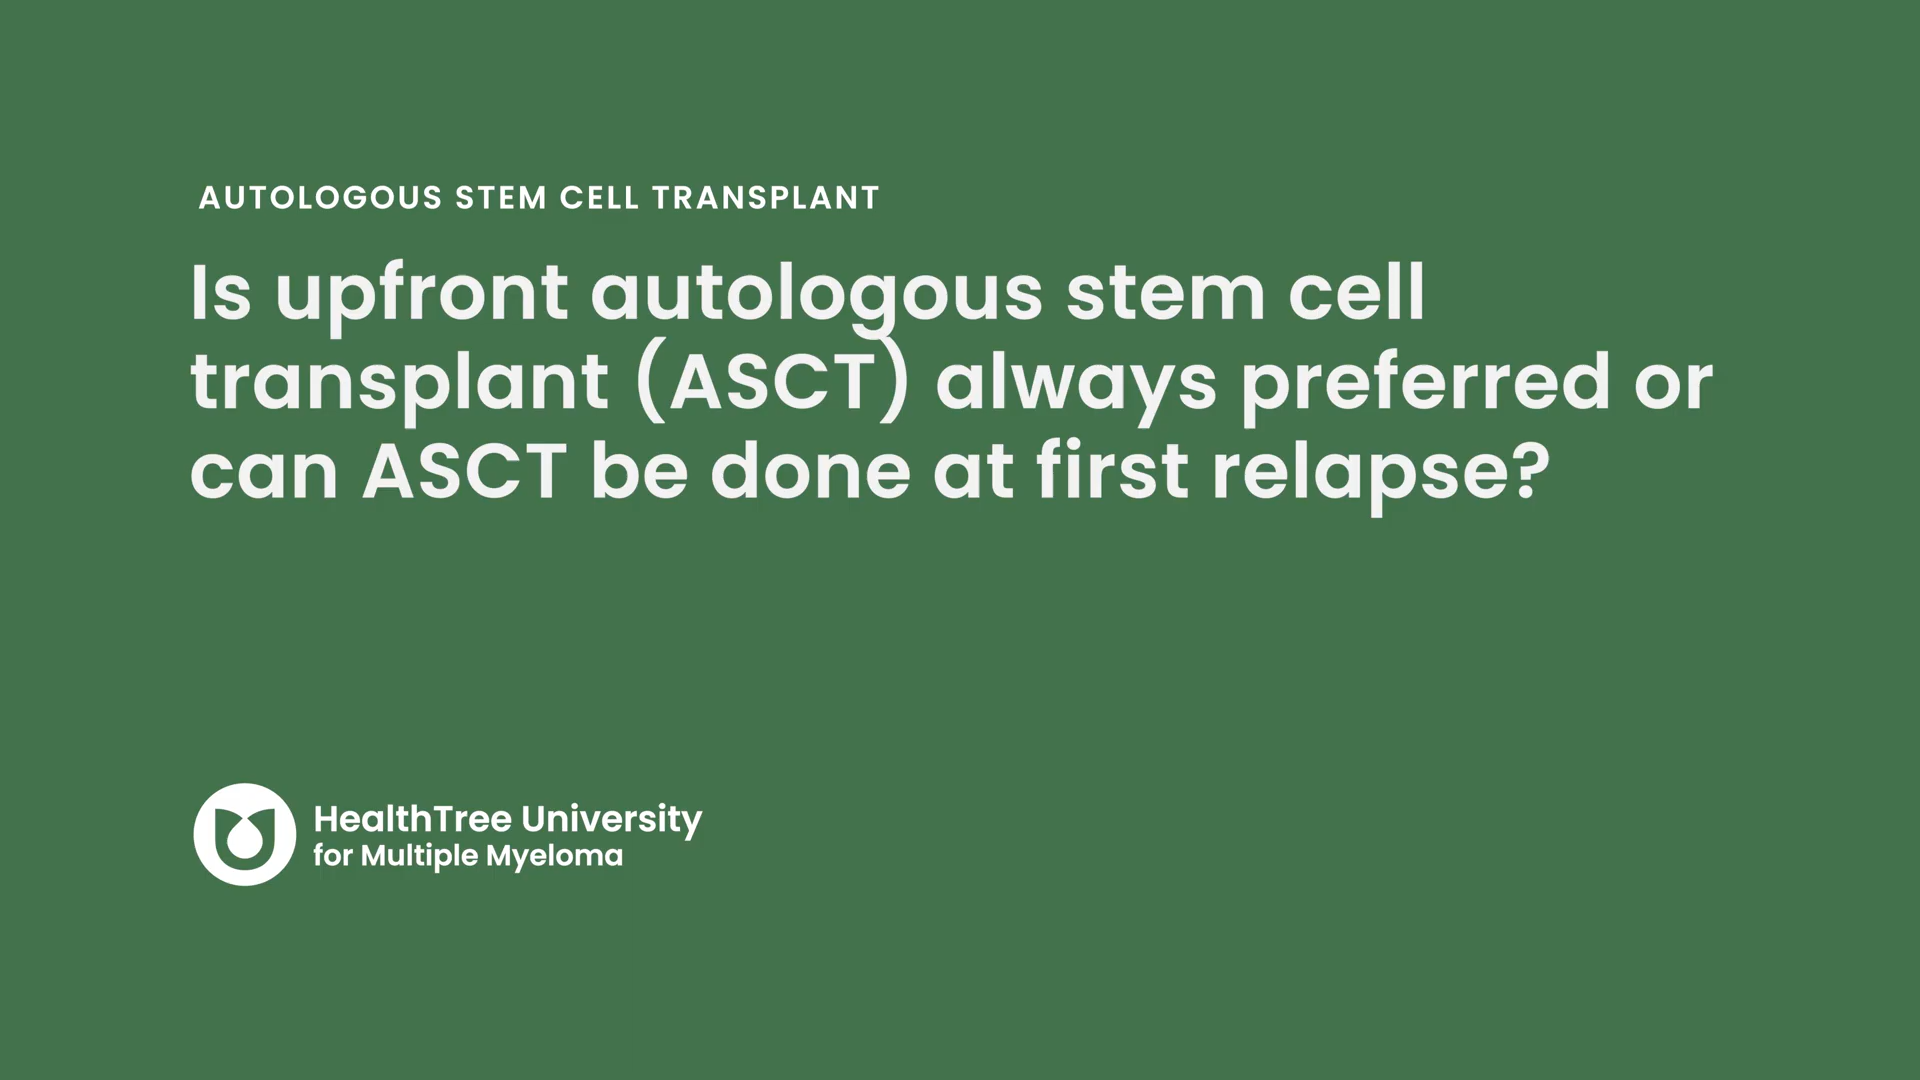 AUTOLOGOUS STEM CELL TRANSPLANT
Is upfront autologous stem cell
transplant (ASCT) always preferred or
can ASCT be done at first relapse?
HealthTree University
for Multiple Myeloma